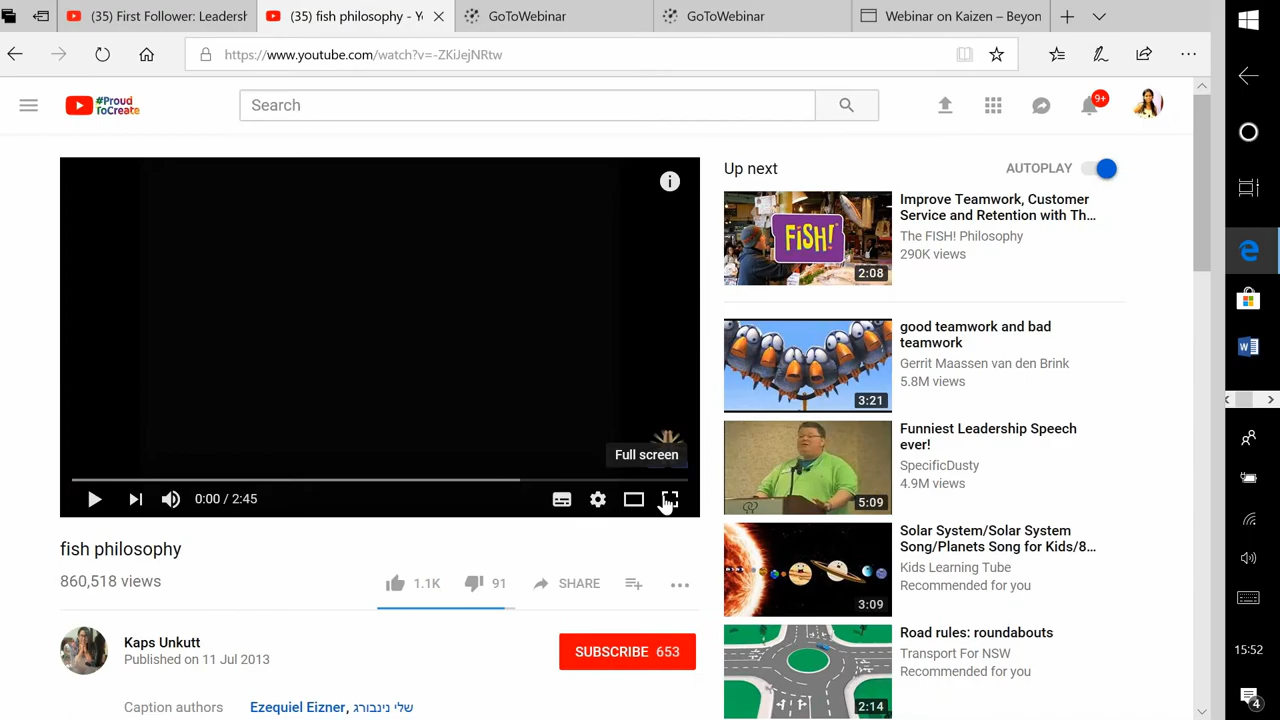 (35) First Follower: Leadersh
(35) fish philosophy - Yo
GoToWebinar
GoToWebinar
Webinar on Kaizen – Beyon
https://www.youtube.com/watch?v=-ZKiJejNRtw
#Proud
ToCreate
Search
9+
Up next
AUTOPLAY
FiSH!
2:08
Improve Teamwork, Customer
Service and Retention with Th...
The FISH! Philosophy
290K views
good teamwork and bad
teamwork
Gerrit Maassen van den Brink
5.8M views
3:21
Funniest Leadership Speech
ever!
SpecificDusty
4.9M views
5:09
Solar System/Solar System
Song/Planets Song for Kids/8...
Kids Learning Tube
Recommended for you
3:09
Road rules: roundabouts
Transport For NSW
Recommended for you
2:14
Full screen
0:00 / 2:45
fish philosophy
860,518 views
1.1K
91
SHARE
Kaps Unkutt
Published on 11 Jul 2013
SUBSCRIBE 653
Caption authors
Ezequiel Eizner, שלי נינבורג
15:52
4